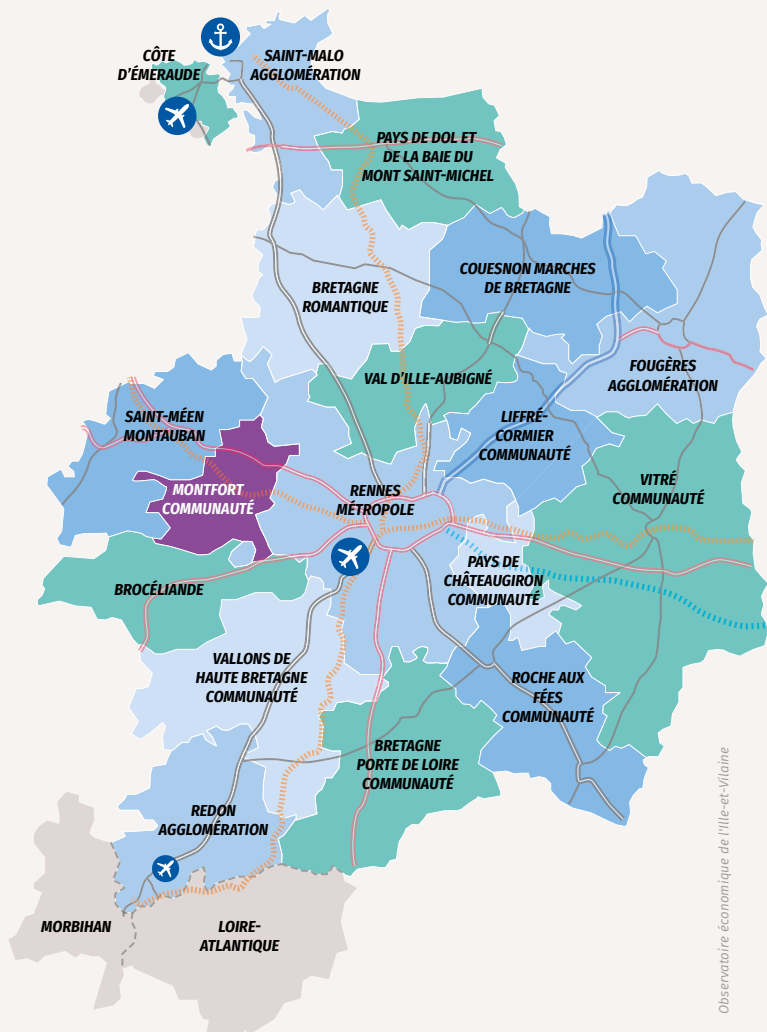 CÔTE
D'ÉMERAUDE
SAINT-MALO
AGGLOMÉRATION
PAYS DE DOL ET
DE LA BAIE DU
MONT SAINT-MICHEL
BRETAGNE
ROMANTIQUE
COUESNON MARCHES
DE BRETAGNE
FOUGÈRES
AGGLOMÉRATION
VAL D'ILLE-AUBIGNÉ
SAINT-MÉEN
MONTAUBAN
LIFFRÉ-
CORMIER
COMMUNAUTÉ
MONTFORT
COMMUNAUTÉ
RENNES
MÉTROPOLE
VITRÉ
COMMUNAUTÉ
BROCÉLIANDE
PAYS DE
CHÂTEAUGIRON
COMMUNAUTÉ
VALLONS DE
HAUTE BRETAGNE
COMMUNAUTÉ
ROCHE AUX
FÉES
COMMUNAUTÉ
BRETAGNE
PORTE DE LOIRE
COMMUNAUTÉ
REDON
AGGLOMÉRATION
MORBIHAN
LOIRE-
ATLANTIQUE
Observatoire économique de l'Ille-et-Vilaine